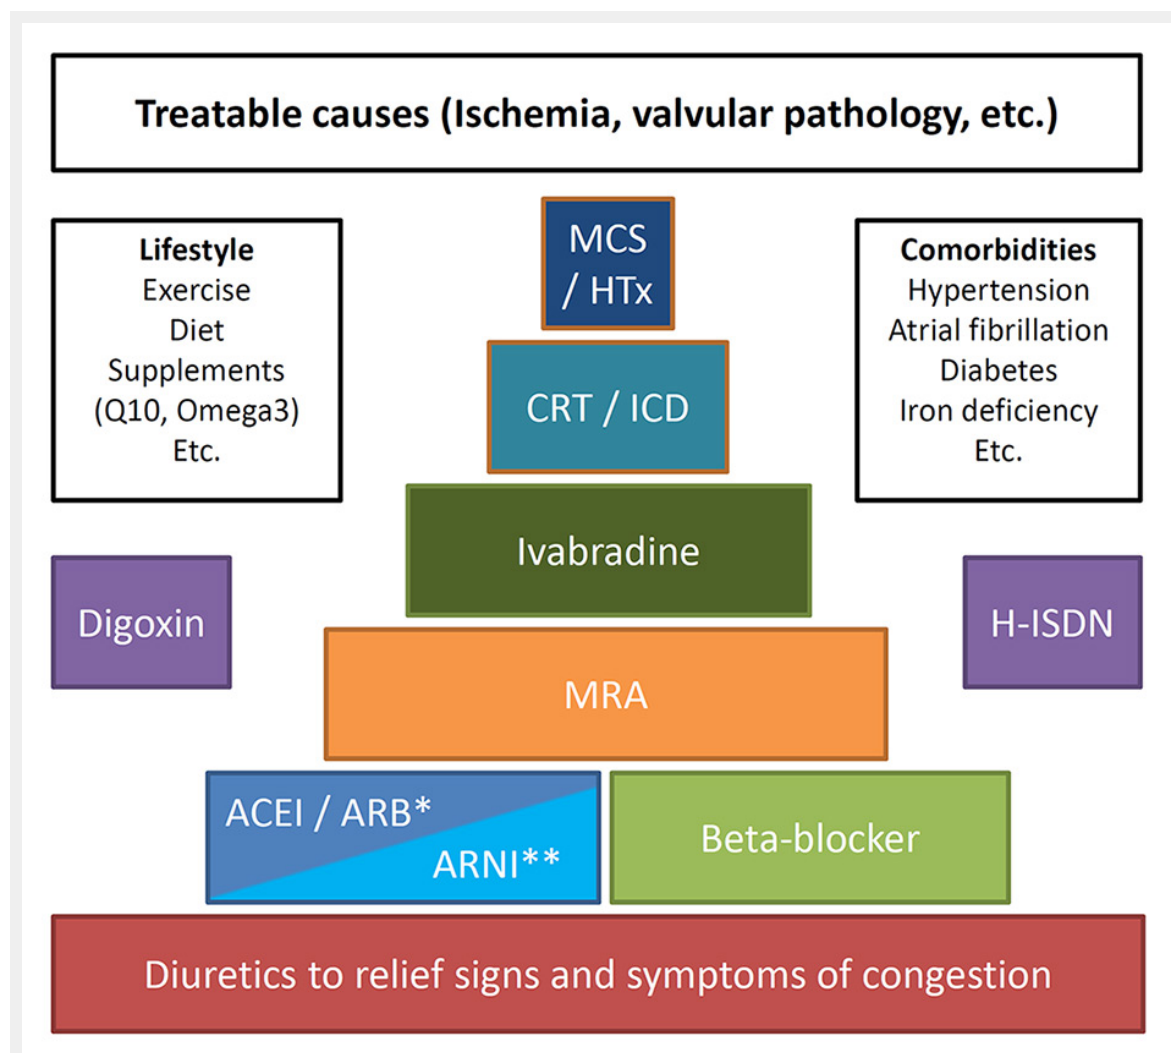 Treatable causes (Ischemia, valvular pathology, etc.)
Lifestyle
Exercise
Diet
Supplements
(Q10, Omega3)
Etc.
MCS
/ HTx
Comorbidities
Hypertension
Atrial fibrillation
Diabetes
Iron deficiency
Etc.
CRT / ICD
Ivabradine
Digoxin
H-ISDN
MRA
ACEI / ARB*
ARNI**
Beta-blocker
Diuretics to relief signs and symptoms of congestion